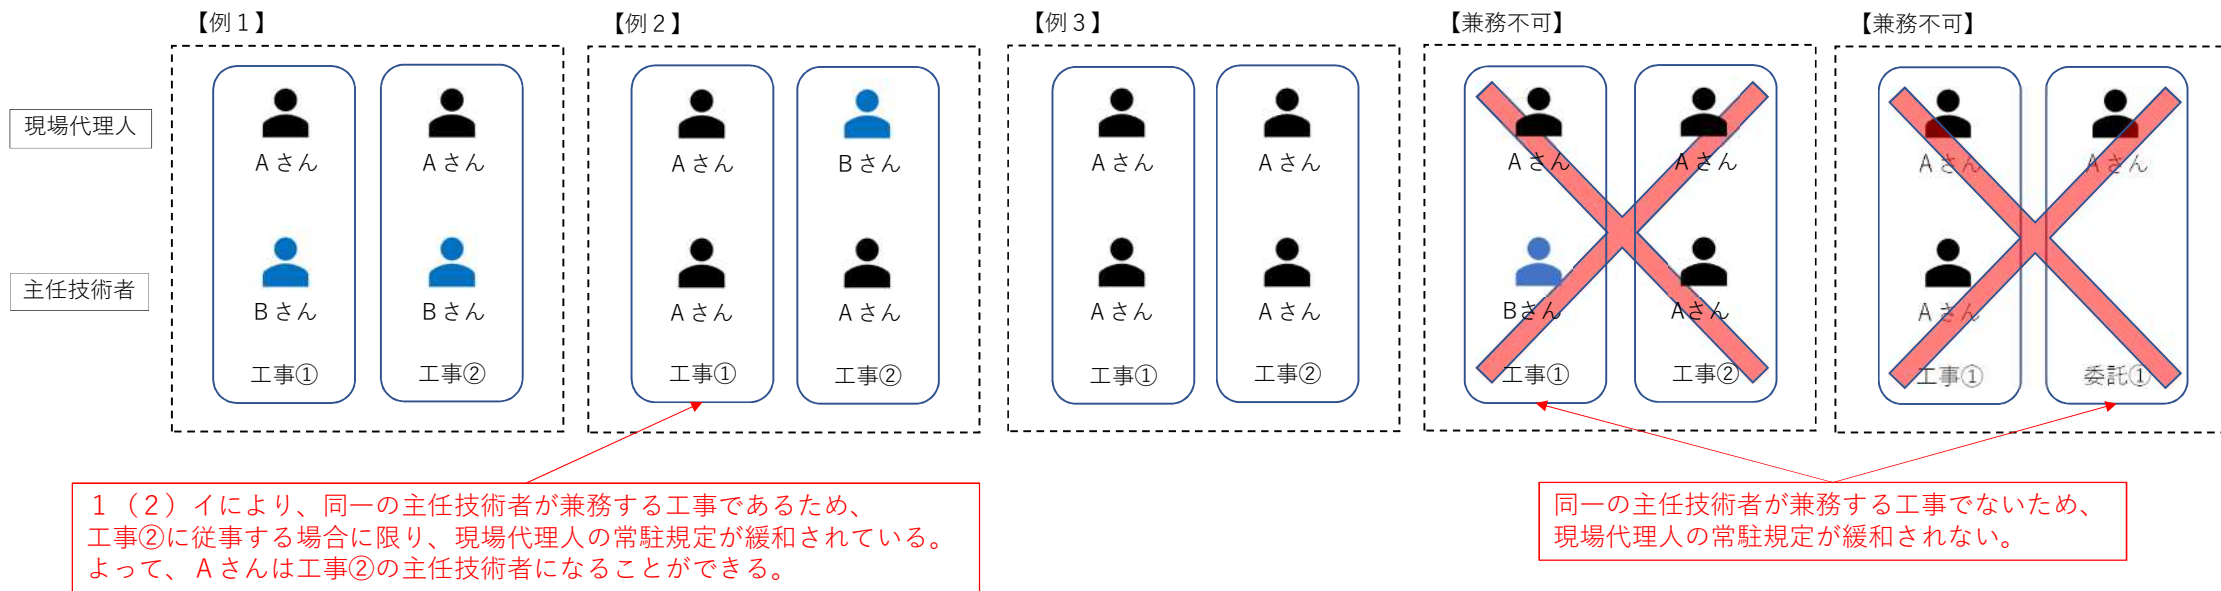 【例１】
【例２】
【例３】
【兼務不可】
【兼務不可】
現場代理人
Ａさん
Ａさん
Ａさん
Ｂさん
Ａさん
Ａさん
Ａさん
Ａさん
Ａさん
Ａさん
主任技術者
Ｂさん
Ｂさん
Ａさん
Ａさん
Ａさん
Ａさん
Bさん
Ａさん
Ａさん
工事①
工事②
工事①
工事②
工事①
工事②
工事①
工事②
工事①
委託①
１（２）イにより、同一の主任技術者が兼務する工事であるため、
工事②に従事する場合に限り、現場代理人の常駐規定が緩和されている。
よって、Ａさんは工事②の主任技術者になることができる。
同一の主任技術者が兼務する工事でないため、
現場代理人の常駐規定が緩和されない。